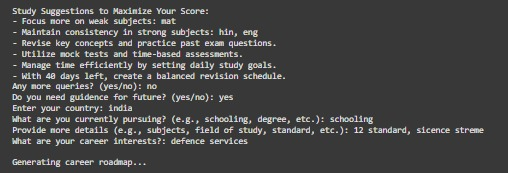 Study Suggestions to Maximize Your Score:
- Focus more on weak subjects: mat
- Maintain consistency in strong subjects: hin, eng
- Revise key concepts and practice past exam questions.
- Utilize mock tests and time-based assessments.
- Manage time efficiently by setting daily study goals.
- With 40 days left, create a balanced revision schedule.
Any more queries? (yes/no): no
Do you need guidance for future? (yes/no): yes
Enter your country: india
What are you currently pursuing? (e.g., schooling, degree, etc.): schooling
Provide more details (e.g., subjects, field of study, standard, etc.): 12 standard, sicence streme
What are your career interests?: defence services
Generating career roadmap...